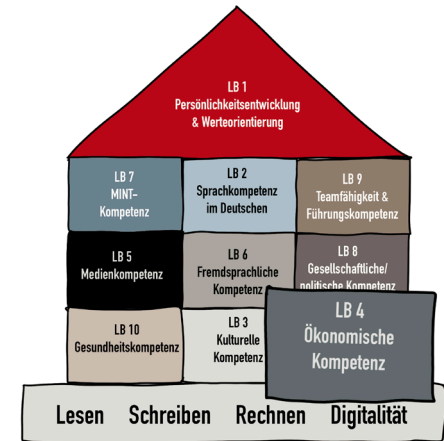 LB 1
Persönlichkeitsentwicklung
& Werteorientierung
LB 7
MINT-
Kompetenz
LB 2
Sprachkompetenz
im Deutschen
LB 9
Teamfähigkeit &
Führungskompetenz
LB 5
Medienkompetenz
LB 6
Fremdsprachliche
Kompetenz
LB 8
Gesellschaftliche/
politische Kompetenz
LB 10
Gesundheitskompetenz
LB 3
Kulturelle
Kompetenz
LB 4
Ökonomische
Kompetenz
Lesen Schreiben Rechnen Digitalität